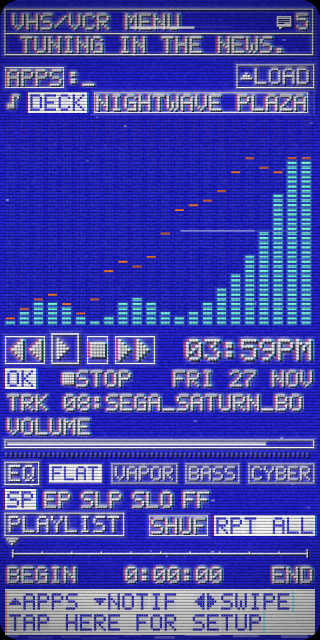 VHS/VCR MENU 5
TUNING IN THE NEWS.
APPS:_ LOAD
DECK NIGHTWAVE PLAZA
03:59PM
OK STOP FRI 27 NOV
TRK 08:SEGA_SATURN_BO
VOLUME
EQ FLAT VAPOR BASS CYBER
SP EP SLP SLO FF
PLAYLIST SHUF RPT ALL
BEGIN 0:00:00 END
APPS NOTIF SWIPE
TAP HERE FOR SETUP